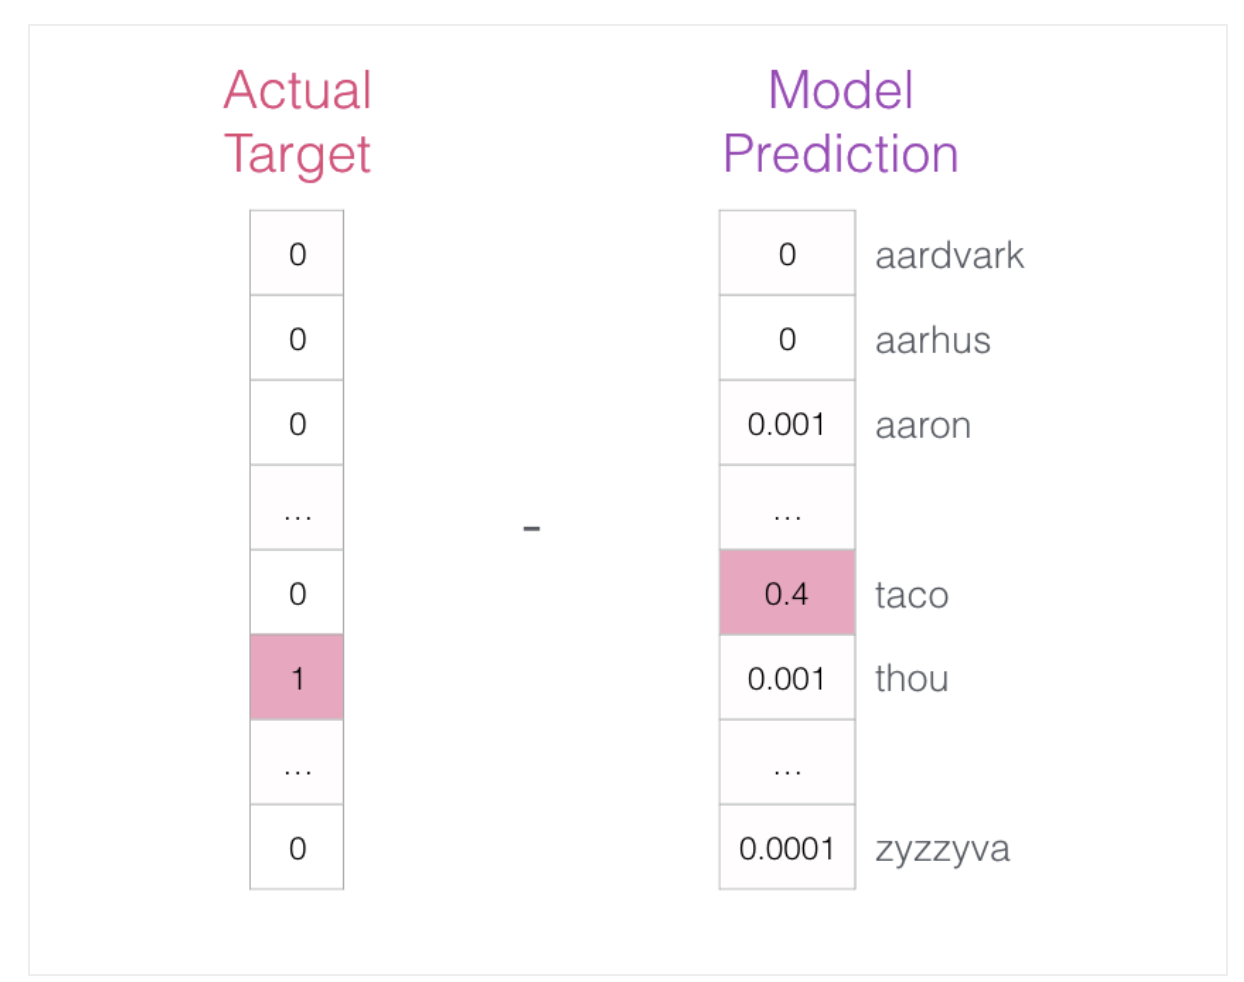 Actual
Target
Model
Prediction
0
0
aardvark
0
0
aarhus
0
0.001
aaron
...
-
...
0
0.4
taco
1
0.001
thou
...
...
0
0.0001
zyzzyva